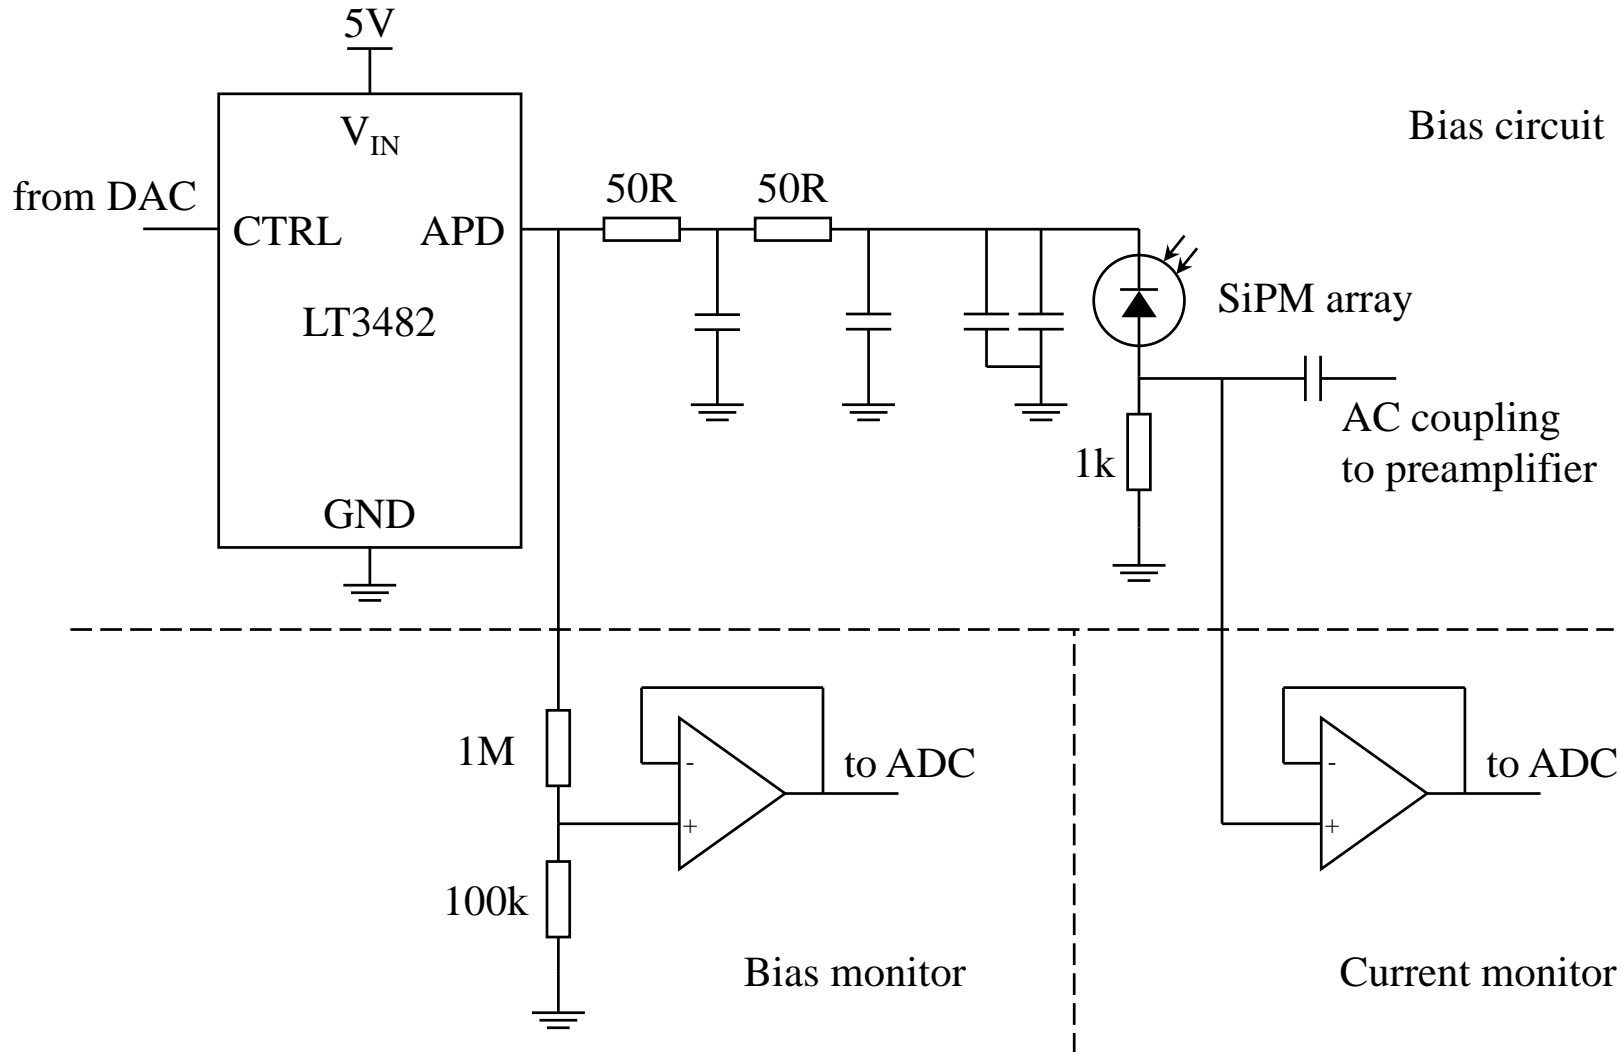 5V
Bias circuit
V_IN
from DAC
50R
50R
CTRL
APD
LT3482
SiPM array
AC coupling
to preamplifier
1k
GND
1M
-
+
to ADC
-
+
to ADC
100k
Bias monitor
Current monitor